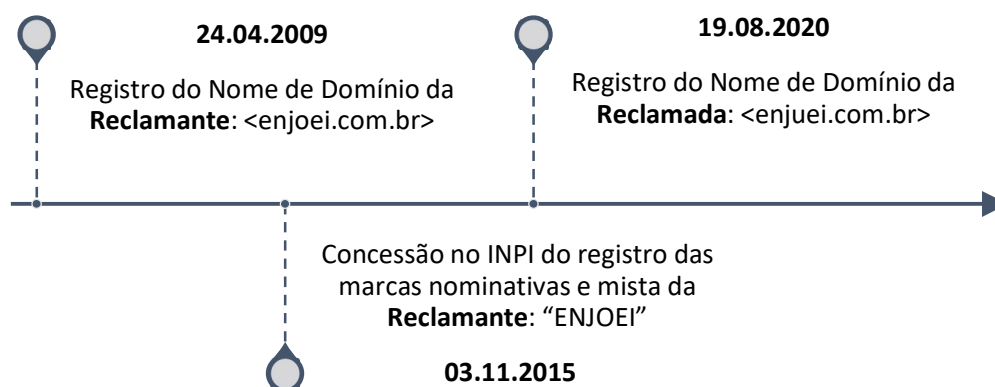 24.04.2009
Registro do Nome de Domínio da
Reclamante: <enjoei.com.br>
19.08.2020
Registro do Nome de Domínio da
Reclamada: <enjuei.com.br>
Concessão no INPI do registro das
marcas nominativas e mista da
Reclamante: “ENJOEI”
03.11.2015